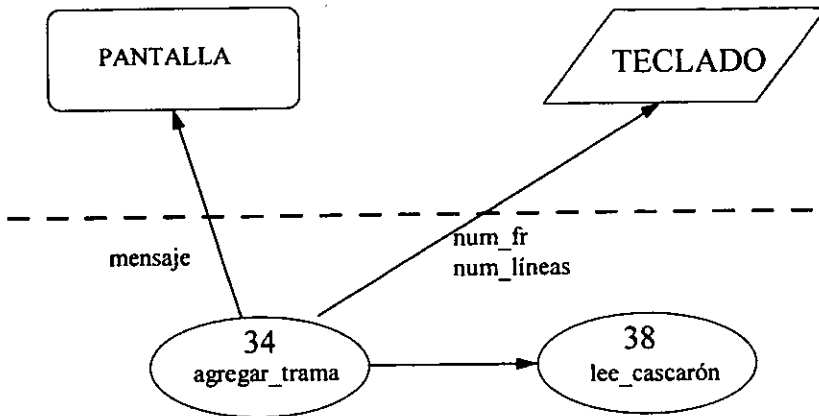 PANTALLA
TECLADO
mensaje
num_fr
num_líneas
34
agregar_trama
38
lee_cascarón